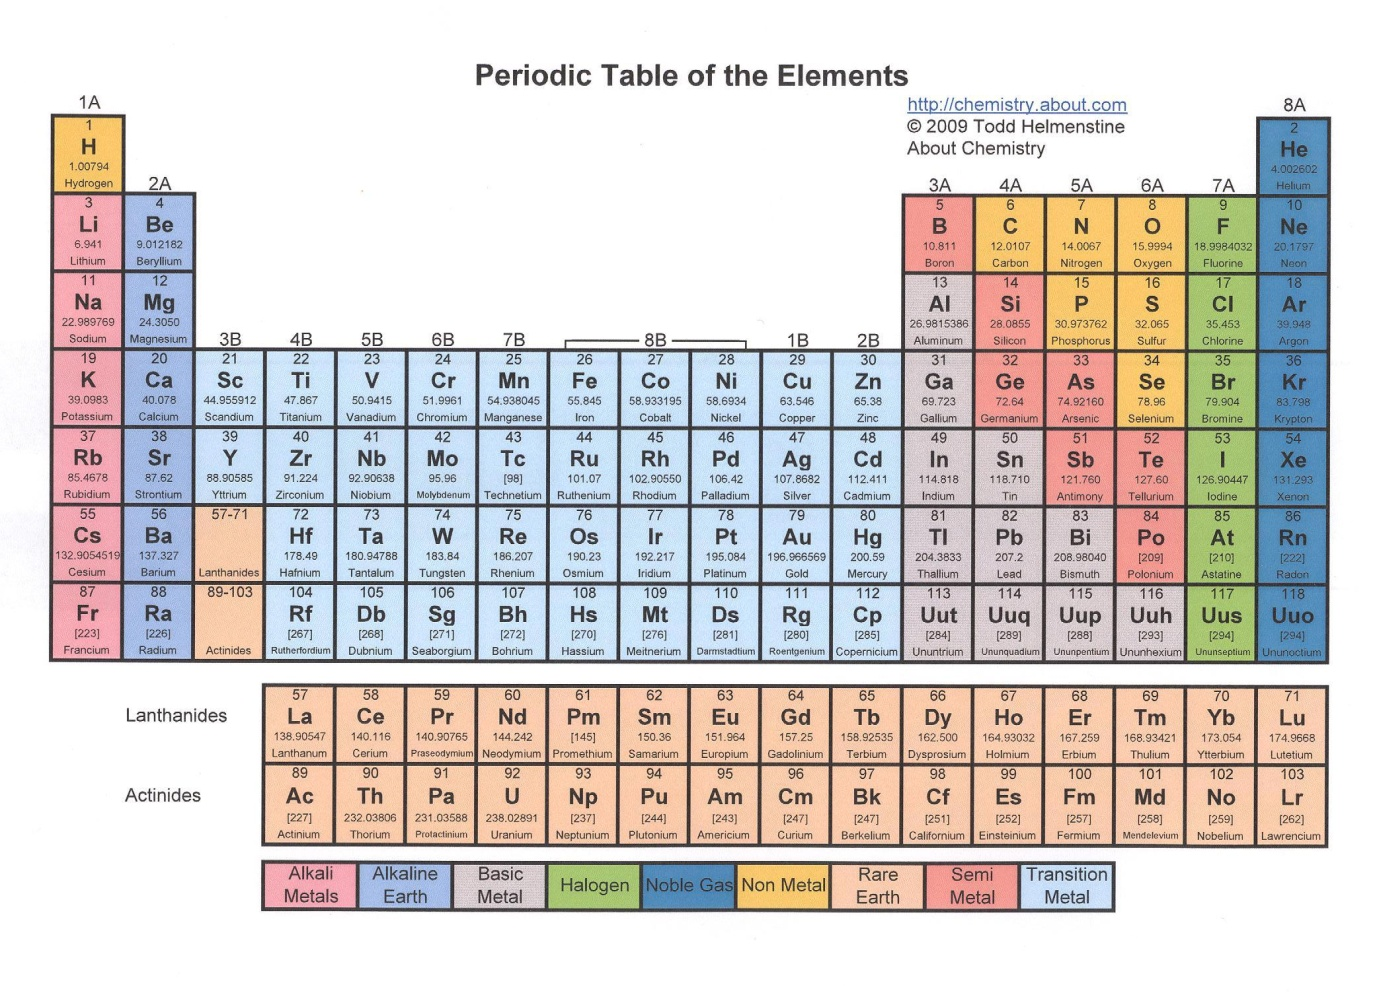 Periodic Table of the Elements
1A http://chemistry.about.com 8A
© 2009 Todd Helmenstine
About Chemistry
1 2
H He
1.00794 4.002602
Hydrogen Helium
2A 3A 4A 5A 6A 7A
3 4 5 6 7 8 9 10
Li Be B C N O F Ne
6.941 9.012182 10.811 12.0107 14.0067 15.9994 18.9984032 20.1797
Lithium Beryllium Boron Carbon Nitrogen Oxygen Fluorine Neon
11 12 13 14 15 16 17 18
Na Mg Al Si P S Cl Ar
22.989769 24.3050 26.9815386 28.0855 30.973762 32.065 35.453 39.948
Sodium Magnesium Aluminum Silicon Phosphorus Sulfur Chlorine Argon
3B 4B 5B 6B 7B 8B 1B 2B
19 20 21 22 23 24 25 26 27 28 29 30 31 32 33 34 35 36
K Ca Sc Ti V Cr Mn Fe Co Ni Cu Zn Ga Ge As Se Br Kr
39.0983 40.078 44.955912 47.867 50.9415 51.9961 54.938045 55.845 58.933195 58.6934 63.546 65.38 69.723 72.64 74.92160 78.96 79.904 83.798
Potassium Calcium Scandium Titanium Vanadium Chromium Manganese Iron Cobalt Nickel Copper Zinc Gallium Germanium Arsenic Selenium Bromine Krypton
37 38 39 40 41 42 43 44 45 46 47 48 49 50 51 52 53 54
Rb Sr Y Zr Nb Mo Tc Ru Rh Pd Ag Cd In Sn Sb Te I Xe
85.4678 87.62 88.90585 91.224 92.90638 95.96 [98] 101.07 102.90550 106.42 107.8682 112.411 114.818 118.710 121.760 127.60 126.90447 131.293
Rubidium Strontium Yttrium Zirconium Niobium Molybdenum Technetium Ruthenium Rhodium Palladium Silver Cadmium Indium Tin Antimony Tellurium Iodine Xenon
55 56 57-71 72 73 74 75 76 77 78 79 80 81 82 83 84 85 86
Cs Ba Hf Ta W Re Os Ir Pt Au Hg Tl Pb Bi Po At Rn
132.9054519 137.327 178.49 180.94788 183.84 186.207 190.23 192.217 195.084 196.966569 200.59 204.3833 207.2 208.98040 [209] [210] [222]
Cesium Barium Lanthanides Hafnium Tantalum Tungsten Rhenium Osmium Iridium Platinum Gold Mercury Thallium Lead Bismuth Polonium Astatine Radon
87 88 89-103 104 105 106 107 108 109 110 111 112 113 114 115 116 117 118
Fr Ra Rf Db Sg Bh Hs Mt Ds Rg Cp Uut Uuq Uup Uuh Uus Uuo
[223] [226] [267] [268] [271] [272] [270] [276] [281] [280] [285] [284] [289] [288] [293] [294] [294]
Francium Radium Actinides Rutherfordium Dubnium Seaborgium Bohrium Hassium Meitnerium Darmstadtium Roentgenium Copernicium Ununtrium Ununquadium Ununpentium Ununhexium Ununseptium Ununoctium
57 58 59 60 61 62 63 64 65 66 67 68 69 70 71
Lanthanides La Ce Pr Nd Pm Sm Eu Gd Tb Dy Ho Er Tm Yb Lu
138.90547 140.116 140.90765 144.242 [145] 150.36 151.964 157.25 158.92535 162.500 164.93032 167.259 168.93421 173.054 174.9668
Lanthanum Cerium Praseodymium Neodymium Promethium Samarium Europium Gadolinium Terbium Dysprosium Holmium Erbium Thulium Ytterbium Lutetium
89 90 91 92 93 94 95 96 97 98 99 100 101 102 103
Actinides Ac Th Pa U Np Pu Am Cm Bk Cf Es Fm Md No Lr
[227] 232.03806 231.03588 238.02891 [237] [244] [243] [247] [247] [251] [252] [257] [258] [259] [262]
Actinium Thorium Protactinium Uranium Neptunium Plutonium Americium Curium Berkelium Californium Einsteinium Fermium Mendelevium Nobelium Lawrencium
Alkali Metals Alkaline Earth Basic Metal Halogen Noble Gas Non Metal Rare Earth Semi Metal Transition Metal